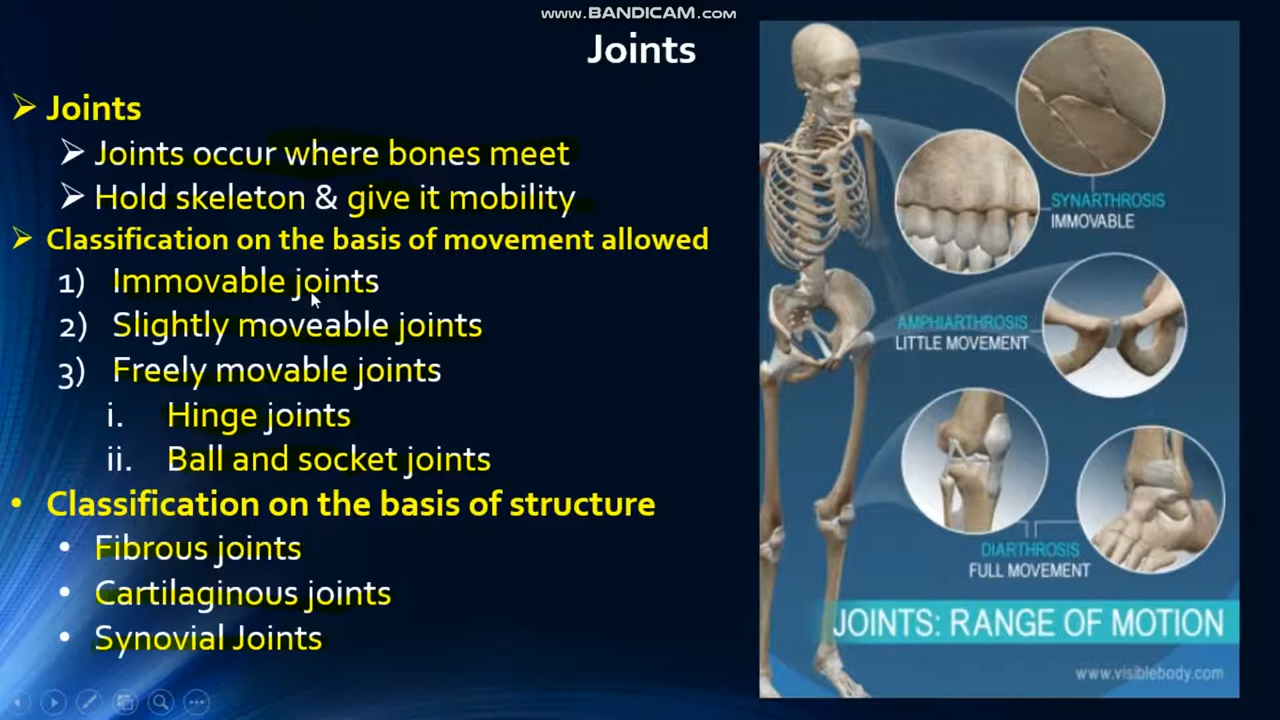 www.BANDICAM.com
Joints
Joints
Joints occur where bones meet
Hold skeleton & give it mobility
Classification on the basis of movement allowed
1) Immovable joints
2) Slightly moveable joints
3) Freely movable joints
i. Hinge joints
ii. Ball and socket joints
Classification on the basis of structure
Fibrous joints
Cartilaginous joints
Synovial Joints
SYNARTHROSIS
IMMOVABLE
AMPHIARTHROSIS
LITTLE MOVEMENT
DIARTHROSIS
FULL MOVEMENT
JOINTS: RANGE OF MOTION
www.visiblebody.com